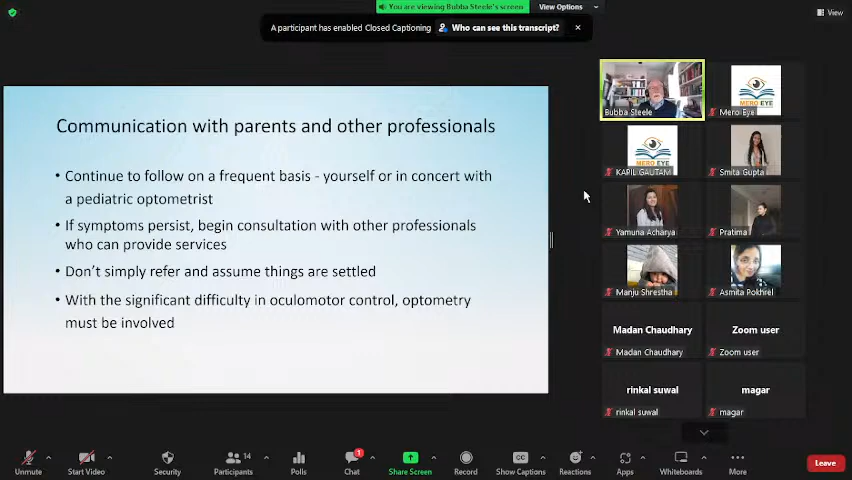 You are viewing Bubba Steele's screen
View Options
View
A participant has enabled Closed Captioning
Who can see this transcript?
Communication with parents and other professionals
• Continue to follow on a frequent basis - yourself or in concert with
a pediatric optometrist
• If symptoms persist, begin consultation with other professionals
who can provide services
• Don't simply refer and assume things are settled
• With the significant difficulty in oculomotor control, optometry
must be involved
Bubba Steele
MERO EYE
Mero Eye
MERO EYE
KAPIL GAUTAM
Smita Gupta
Yamuna Acharya
Pratima
Manju Shrestha
Asmita Pokhrel
Madan Chaudhary
Madan Chaudhary
Zoom user
Zoom user
rinkal suwal
rinkal suwal
magar
magar
Unmute
Start Video
Security
14
Participants
Polls
1
Chat
Share Screen
Record
CC
Show Captions
Reactions
Apps
Whiteboards
More
Leave